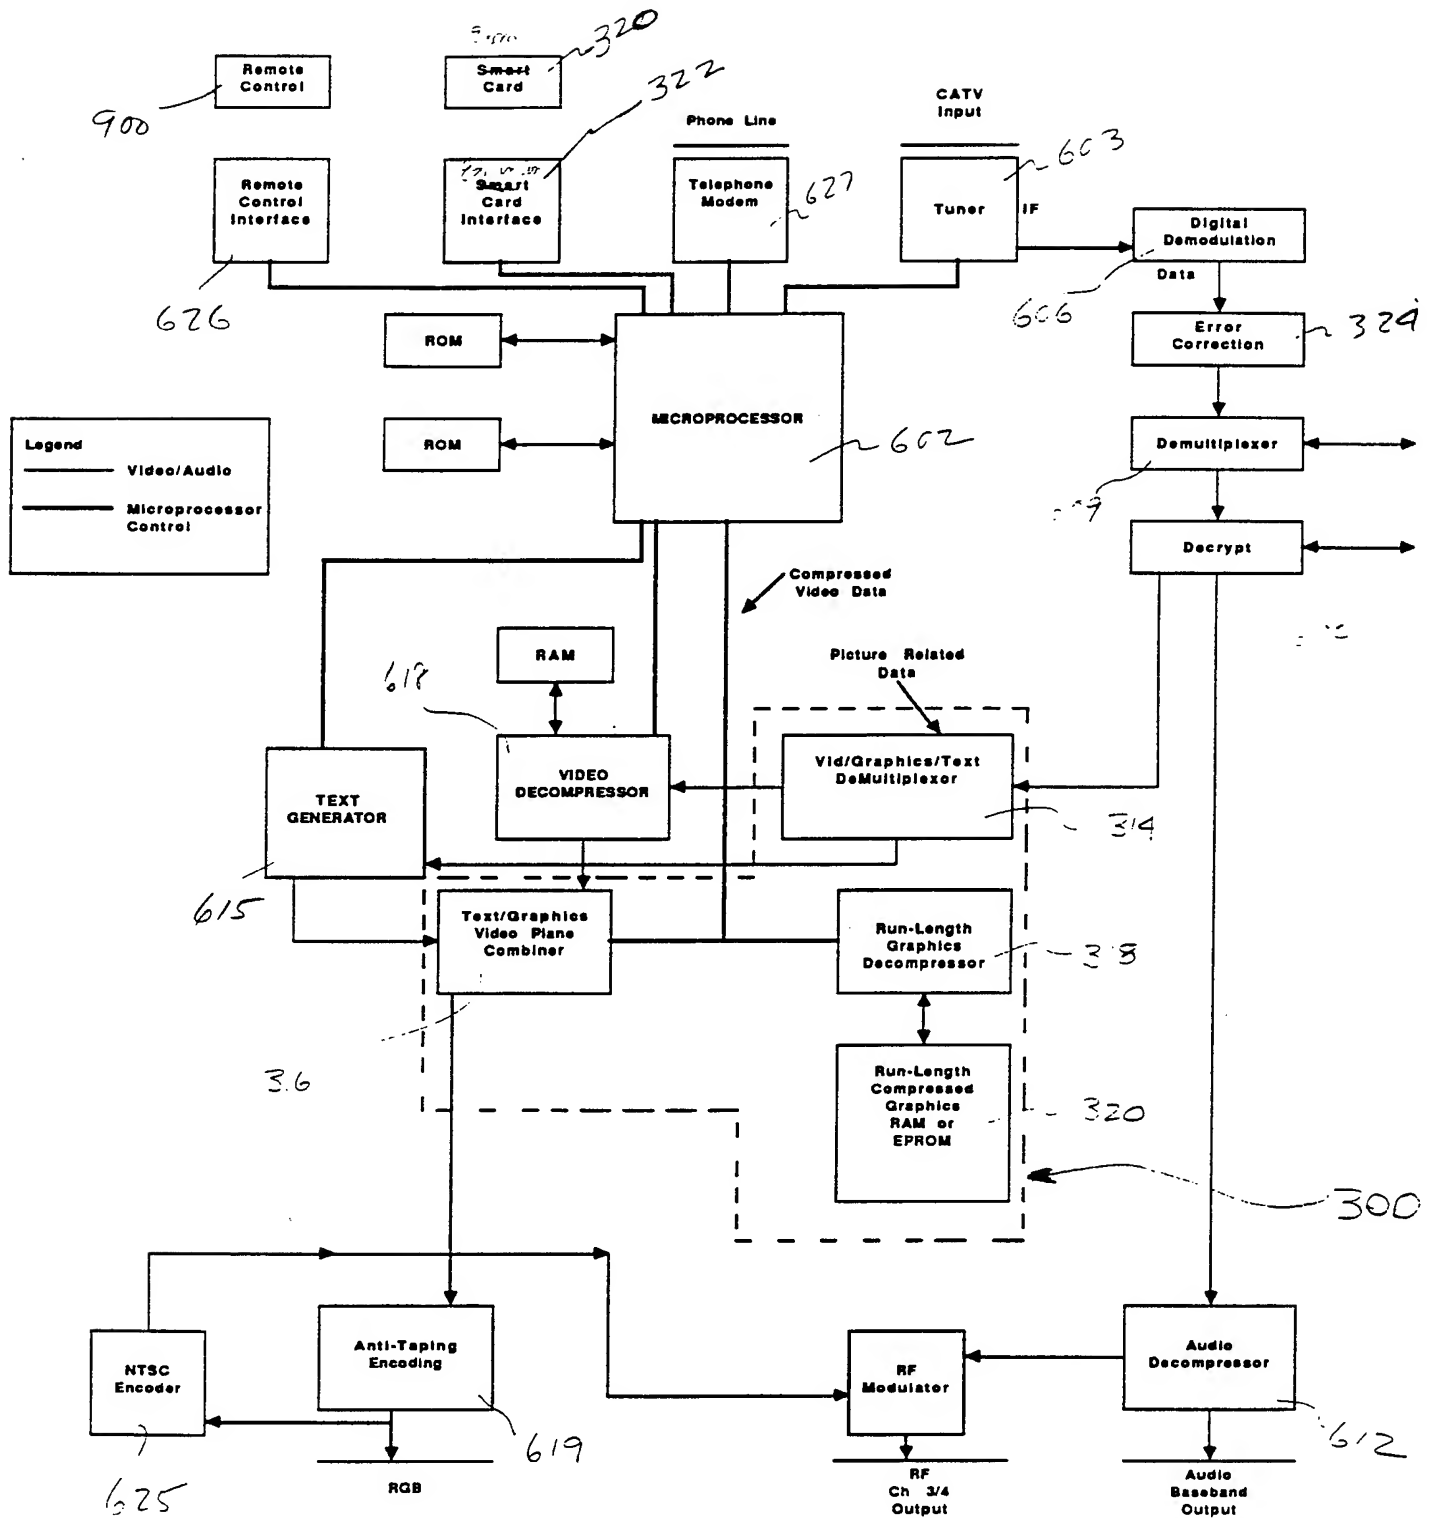 320
Remote
Control
Smart
Card
322
900
CATV
Input
Phone Line
603
Remote
Control
Interface
Smart
Card
Interface
Telephone
Modem
627
Tuner
IF
Digital
Demodulation
Data
626
606
ROM
Error
Correction
324
MICROPROCESSOR
602
ROM
Demultiplexer
Legend
Video/Audio
Microprocessor
Control
Decrypt
Compressed
Video Data
RAM
Picture Related
Data
618
Vid/Graphics/Text
DeMultiplexor
VIDEO
DECOMPRESSOR
TEXT
GENERATOR
314
615
Text/Graphics
Video Plane
Combiner
Run-Length
Graphics
Decompressor
318
Run-Length
Compressed
Graphics
RAM or
EPROM
320
300
NTSC
Encoder
Anti-Taping
Encoding
RF
Modulator
Audio
Decompressor
625
619
612
RGB
RF
Ch 3/4
Output
Audio
Baseband
Output